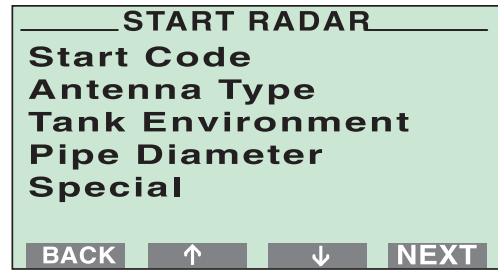 START RADAR
Start Code
Antenna Type
Tank Environment
Pipe Diameter
Special
BACK ↑ ↓ NEXT